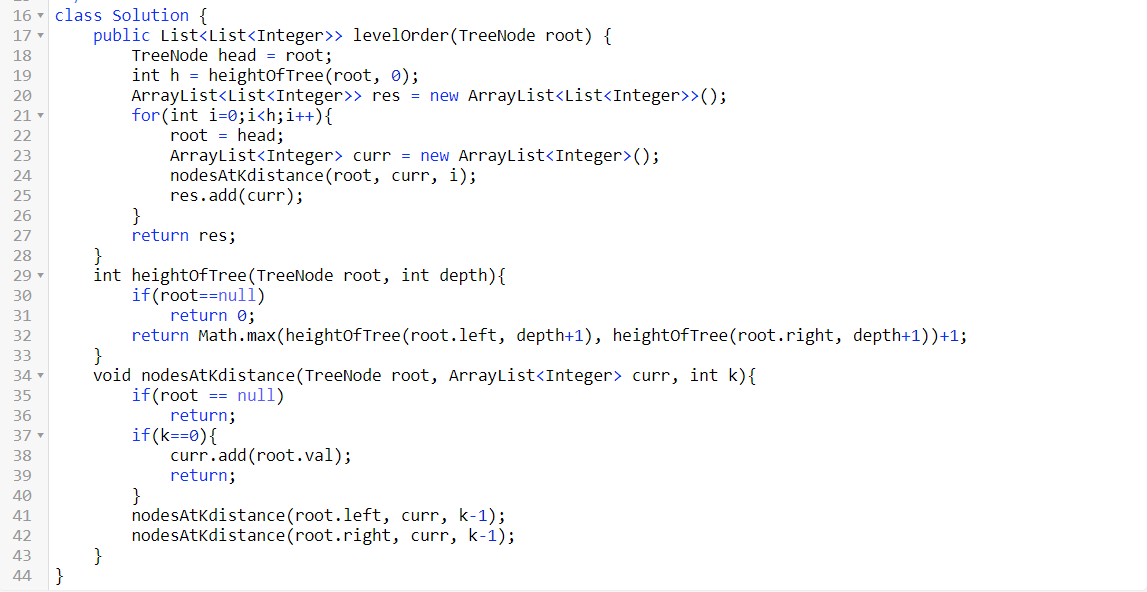 16 class Solution {
17 public List<List<Integer>> levelOrder(TreeNode root) {
18 TreeNode head = root;
19 int h = heightOfTree(root, 0);
20 ArrayList<List<Integer>> res = new ArrayList<List<Integer>>();
21 for(int i=0;i<h;i++){
22 root = head;
23 ArrayList<Integer> curr = new ArrayList<Integer>();
24 nodesAtKdistance(root, curr, i);
25 res.add(curr);
26 }
27 return res;
28 }
29 int heightOfTree(TreeNode root, int depth){
30 if(root==null)
31 return 0;
32 return Math.max(heightOfTree(root.left, depth+1), heightOfTree(root.right, depth+1))+1;
33 }
34 void nodesAtKdistance(TreeNode root, ArrayList<Integer> curr, int k){
35 if(root == null)
36 return;
37 if(k==0){
38 curr.add(root.val);
39 return;
40 }
41 nodesAtKdistance(root.left, curr, k-1);
42 nodesAtKdistance(root.right, curr, k-1);
43 }
44 }